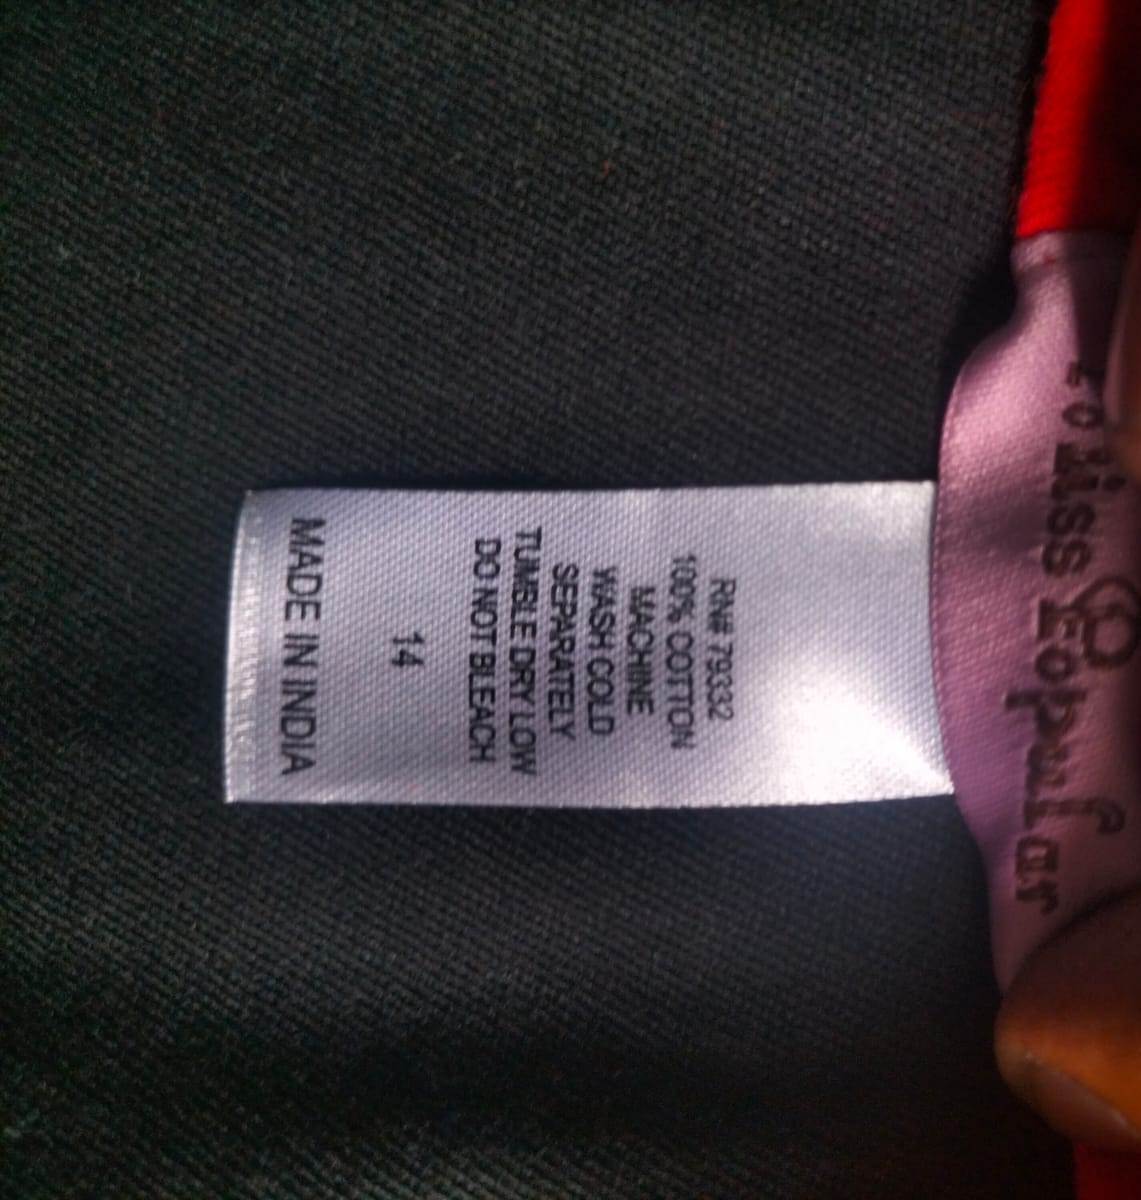 Miss Popular
RN# 79332
100% COTTON
MACHINE
WASH COLD
SEPARATELY
TUMBLE DRY LOW
DO NOT BLEACH
14
MADE IN INDIA